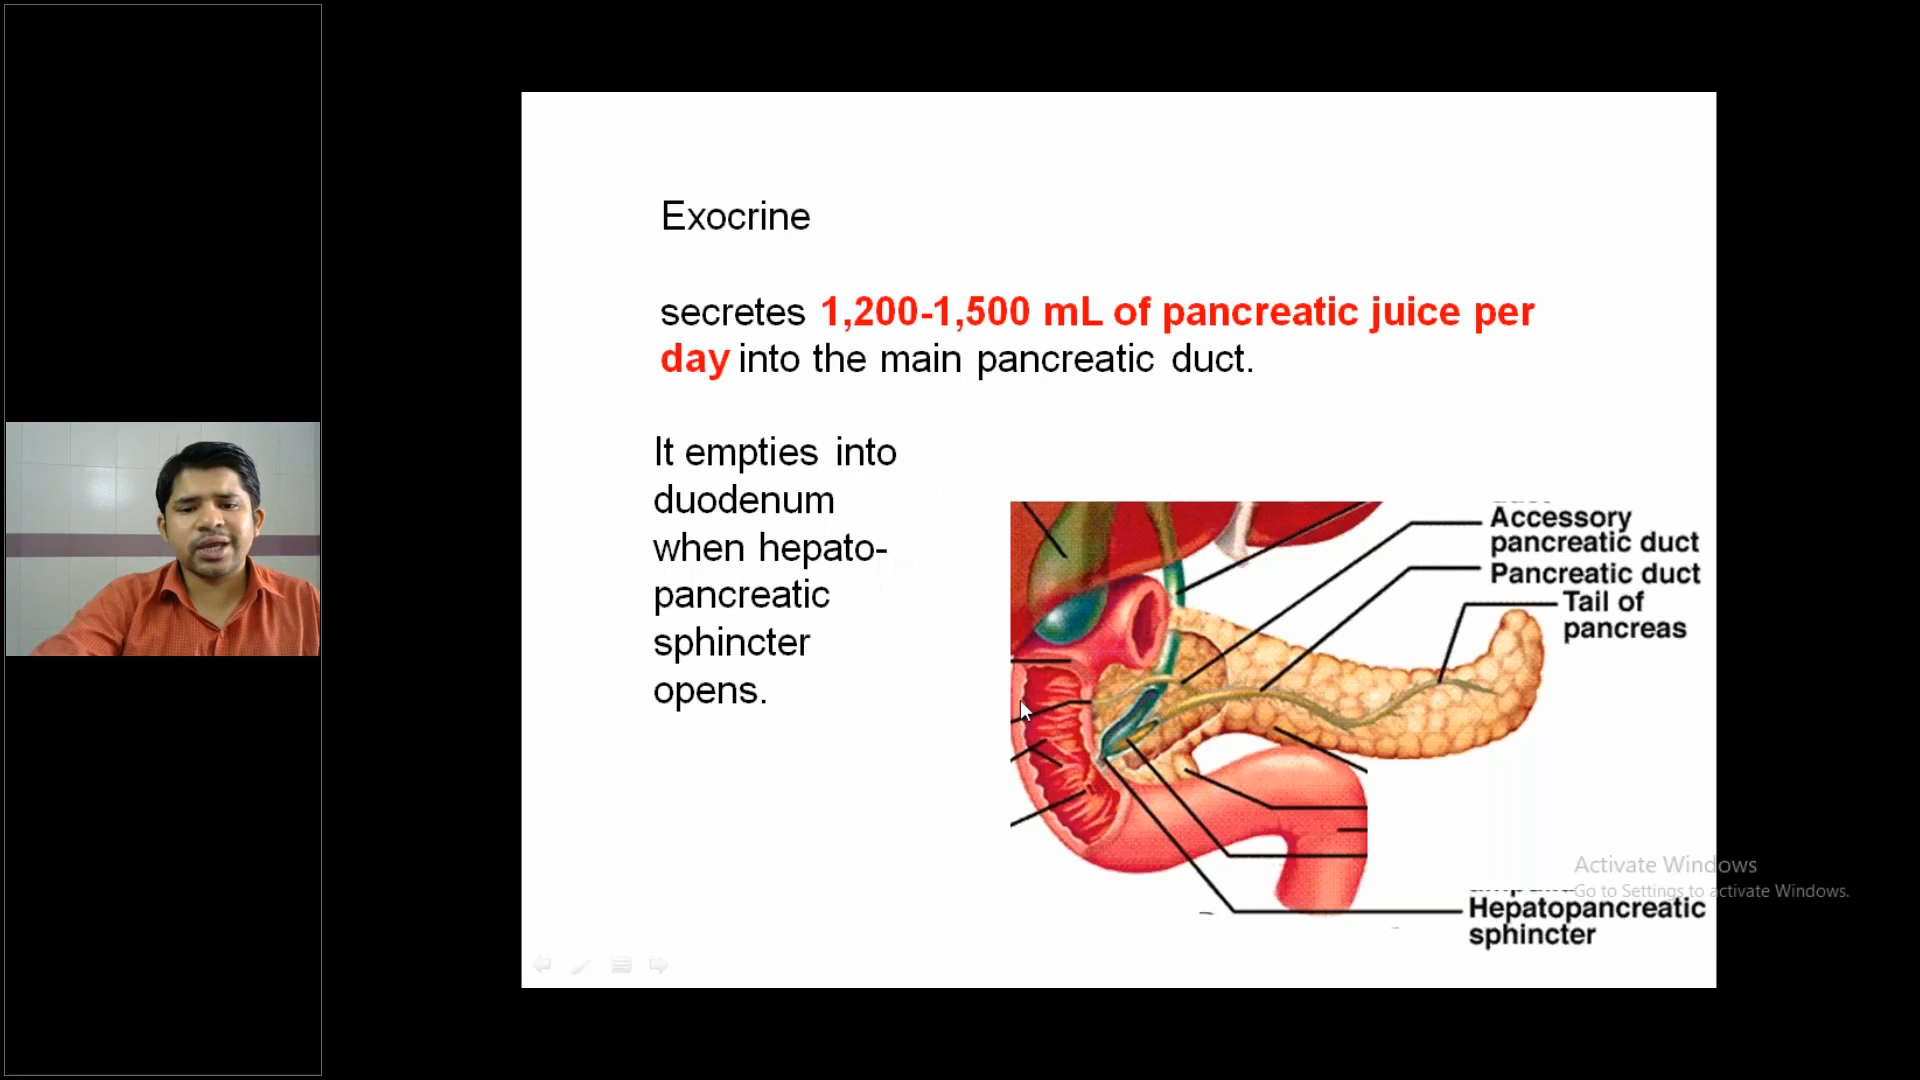 Exocrine
secretes 1,200-1,500 mL of pancreatic juice per
day into the main pancreatic duct.
It empties into
duodenum
when hepato-
pancreatic
sphincter
opens.
Accessory
pancreatic duct
Pancreatic duct
Tail of
pancreas
Activate Windows
Go to Settings to activate Windows.
Hepatopancreatic
sphincter